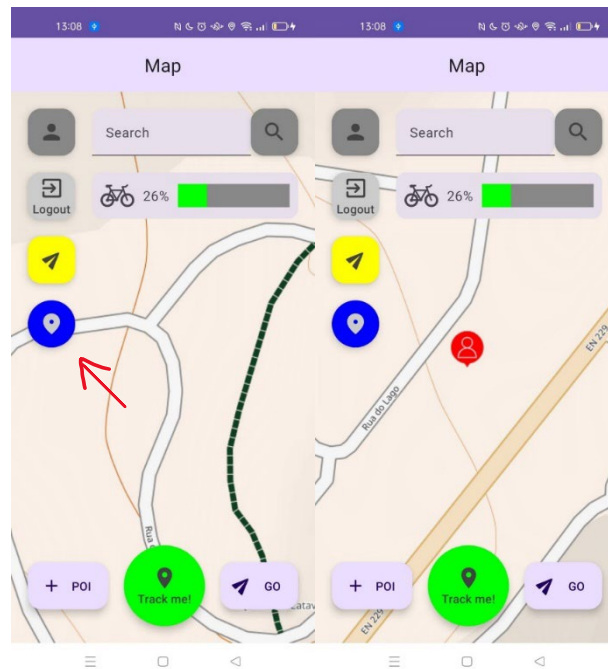 13:08
Map
Search
Logout
26%
Rua d
+ POI
Track me!
GO
13:08
Map
Search
Logout
26%
EN 229
Rua do Lago
+ POI
Track me!
GO
EN 229